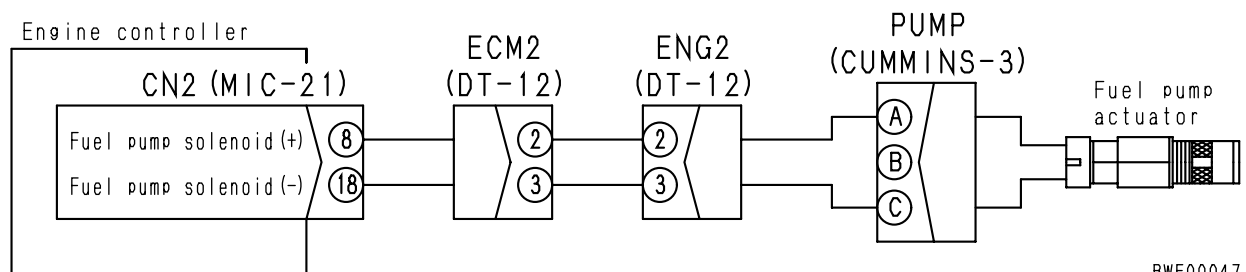 Engine controller
CN2 (MIC-21)
ECM2
(DT-12)
ENG2
(DT-12)
PUMP
(CUMMINS-3)
Fuel pump
actuator
Fuel pump solenoid(+)
8
2
2
A
B
Fuel pump solenoid(-)
18
3
3
C